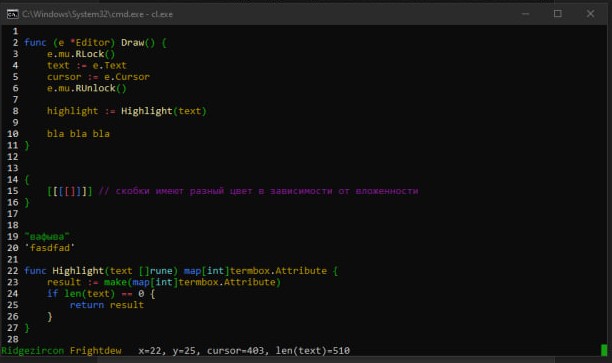 C:\Windows\System32\cmd.exe - cl.exe
1
2 func (e *Editor) Draw() {
3     e.mu.RLock()
4     text := e.Text
5     cursor := e.Cursor
6     e.mu.RUnlock()
7
8     highlight := Highlight(text)
9
10     bla bla bla
11 }
12
13
14 {
15     [[[[[]]]]] // скобки имеют разный цвет в зависимости от вложенности
16 }
17
18
19 "вафыва"
20 'fasdfad'
21
22 func Highlight(text []rune) map[int]termbox.Attribute {
23     result := make(map[int]termbox.Attribute)
24     if len(text) == 0 {
25         return result
26     }
27 }
28
Ridgezircon Frightdew   x=22, y=25, cursor=403, len(text)=510